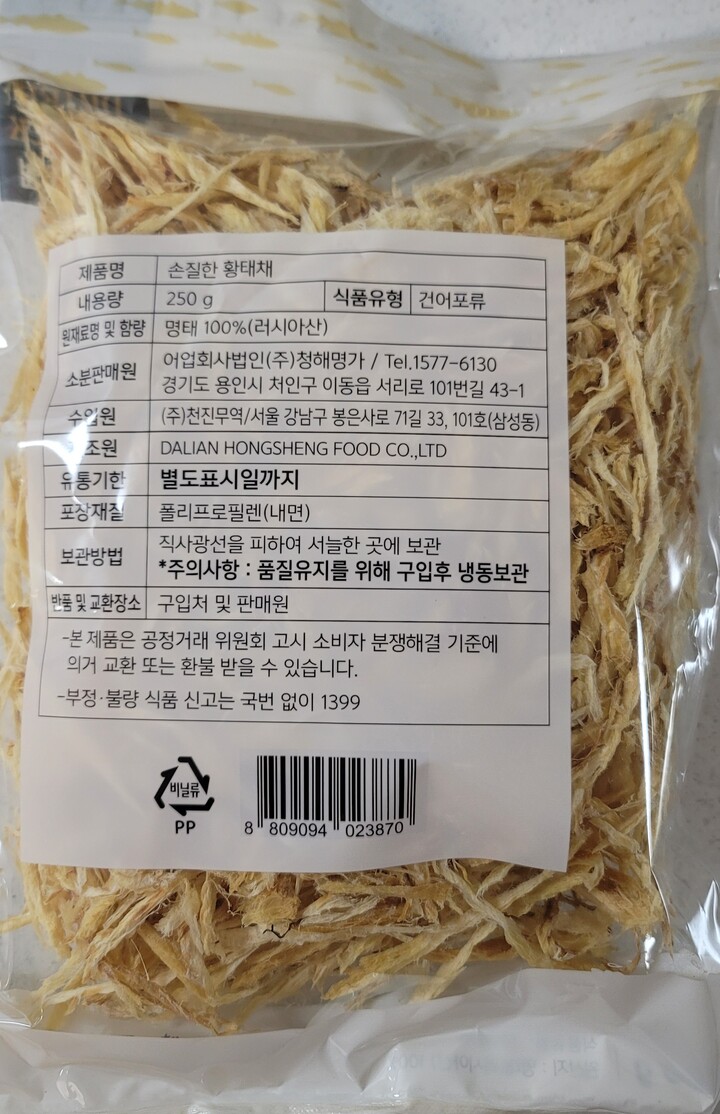 제품명 손질한 황태채
내용량 250 g 식품유형 건어포류
원재료명 및 함량 명태 100%(러시아산)
소분판매원 어업회사법인(주)청해명가 / Tel.1577-6130
경기도 용인시 처인구 이동읍 서리로 101번길 43-1
수입원 (주)천진무역/서울 강남구 봉은사로 71길 33, 101호(삼성동)
제조원 DALIAN HONGSHENG FOOD CO.,LTD
유통기한 별도표시일까지
포장재질 폴리프로필렌(내면)
보관방법 직사광선을 피하여 서늘한 곳에 보관
*주의사항 : 품질유지를 위해 구입후 냉동보관
반품 및 교환장소 구입처 및 판매원
-본 제품은 공정거래 위원회 고시 소비자 분쟁해결 기준에
의거 교환 또는 환불 받을 수 있습니다.
-부정·불량 식품 신고는 국번 없이 1399
비닐류
PP
8 809094 023870